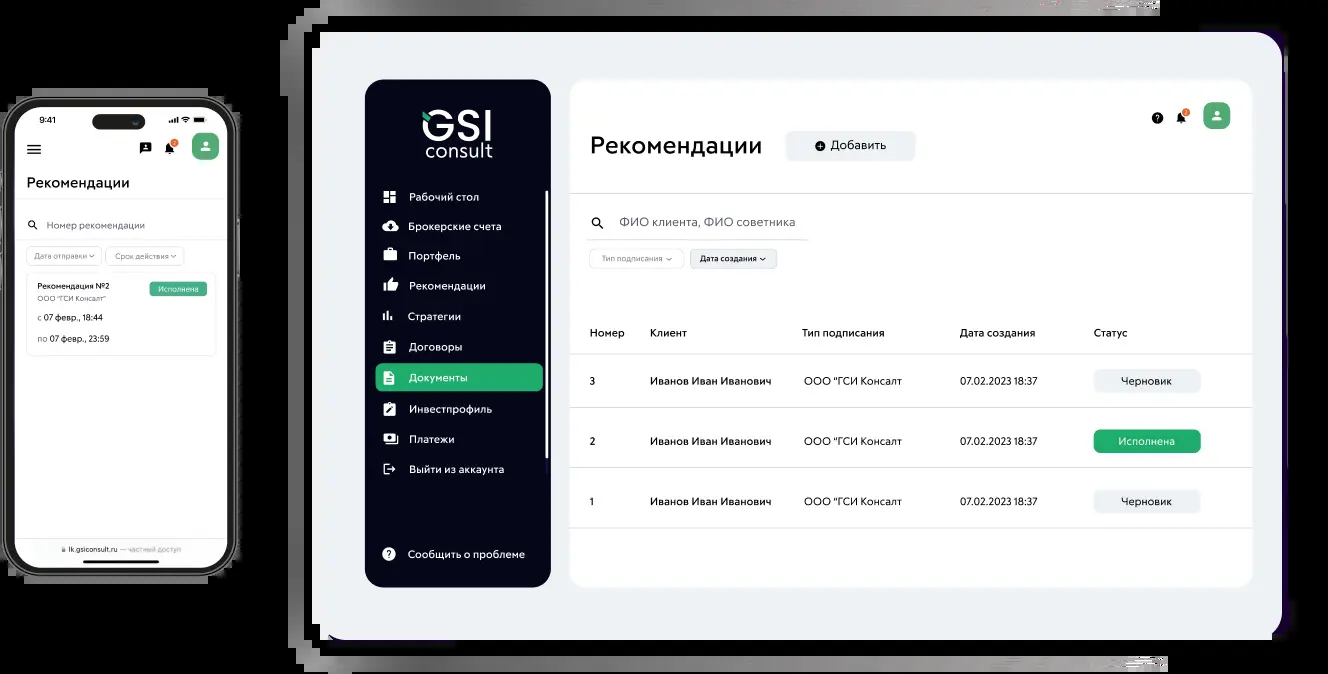 9:41
Рекомендации
Номер рекомендации
Дата отправки
Срок действия
Рекомендация №2
Исполнена
ООО "ГСИ Консалт"
с 07 февр., 18:44
по 07 февр., 23:59
lk.gsiconsult.ru — частный доступ
GSI
consult
Рабочий стол
Брокерские счета
Портфель
Рекомендации
Стратегии
Договоры
Документы
Инвестпрофиль
Платежи
Выйти из аккаунта
Сообщить о проблеме
Рекомендации
Добавить
ФИО клиента, ФИО советника
Тип подписания
Дата создания
Номер Клиент Тип подписания Дата создания Статус
3 Иванов Иван Иванович ООО "ГСИ Консалт 07.02.2023 18:37 Черновик
2 Иванов Иван Иванович ООО "ГСИ Консалт 07.02.2023 18:37 Исполнена
1 Иванов Иван Иванович ООО "ГСИ Консалт 07.02.2023 18:37 Черновик